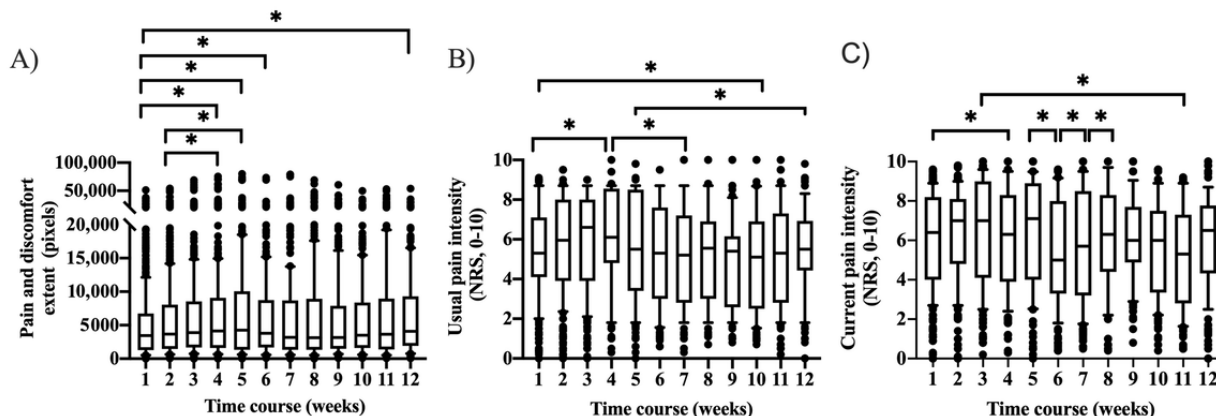 A)
* * * * * *
Pain and discomfort
extent (pixels)
100,000
50,000
20,000
15,000
10,000
5000
0
1 2 3 4 5 6 7 8 9 10 11 12
Time course (weeks)
B)
* * * *
Usual pain intensity
(NRS, 0-10)
10
8
6
4
2
0
1 2 3 4 5 6 7 8 9 10 11 12
Time course (weeks)
C)
* * * * *
Current pain intensity
(NRS, 0-10)
10
8
6
4
2
0
1 2 3 4 5 6 7 8 9 10 11 12
Time course (weeks)